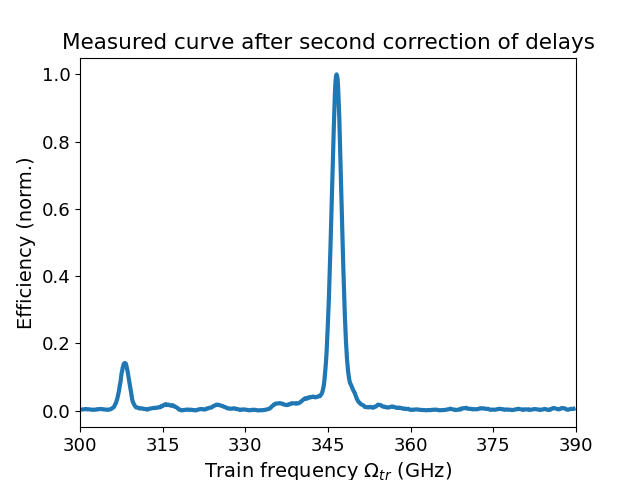 Measured curve after second correction of delays
Efficiency (norm.)
1.0
0.8
0.6
0.4
0.2
0.0
300 315 330 345 360 375 390
Train frequency Ωtr (GHz)